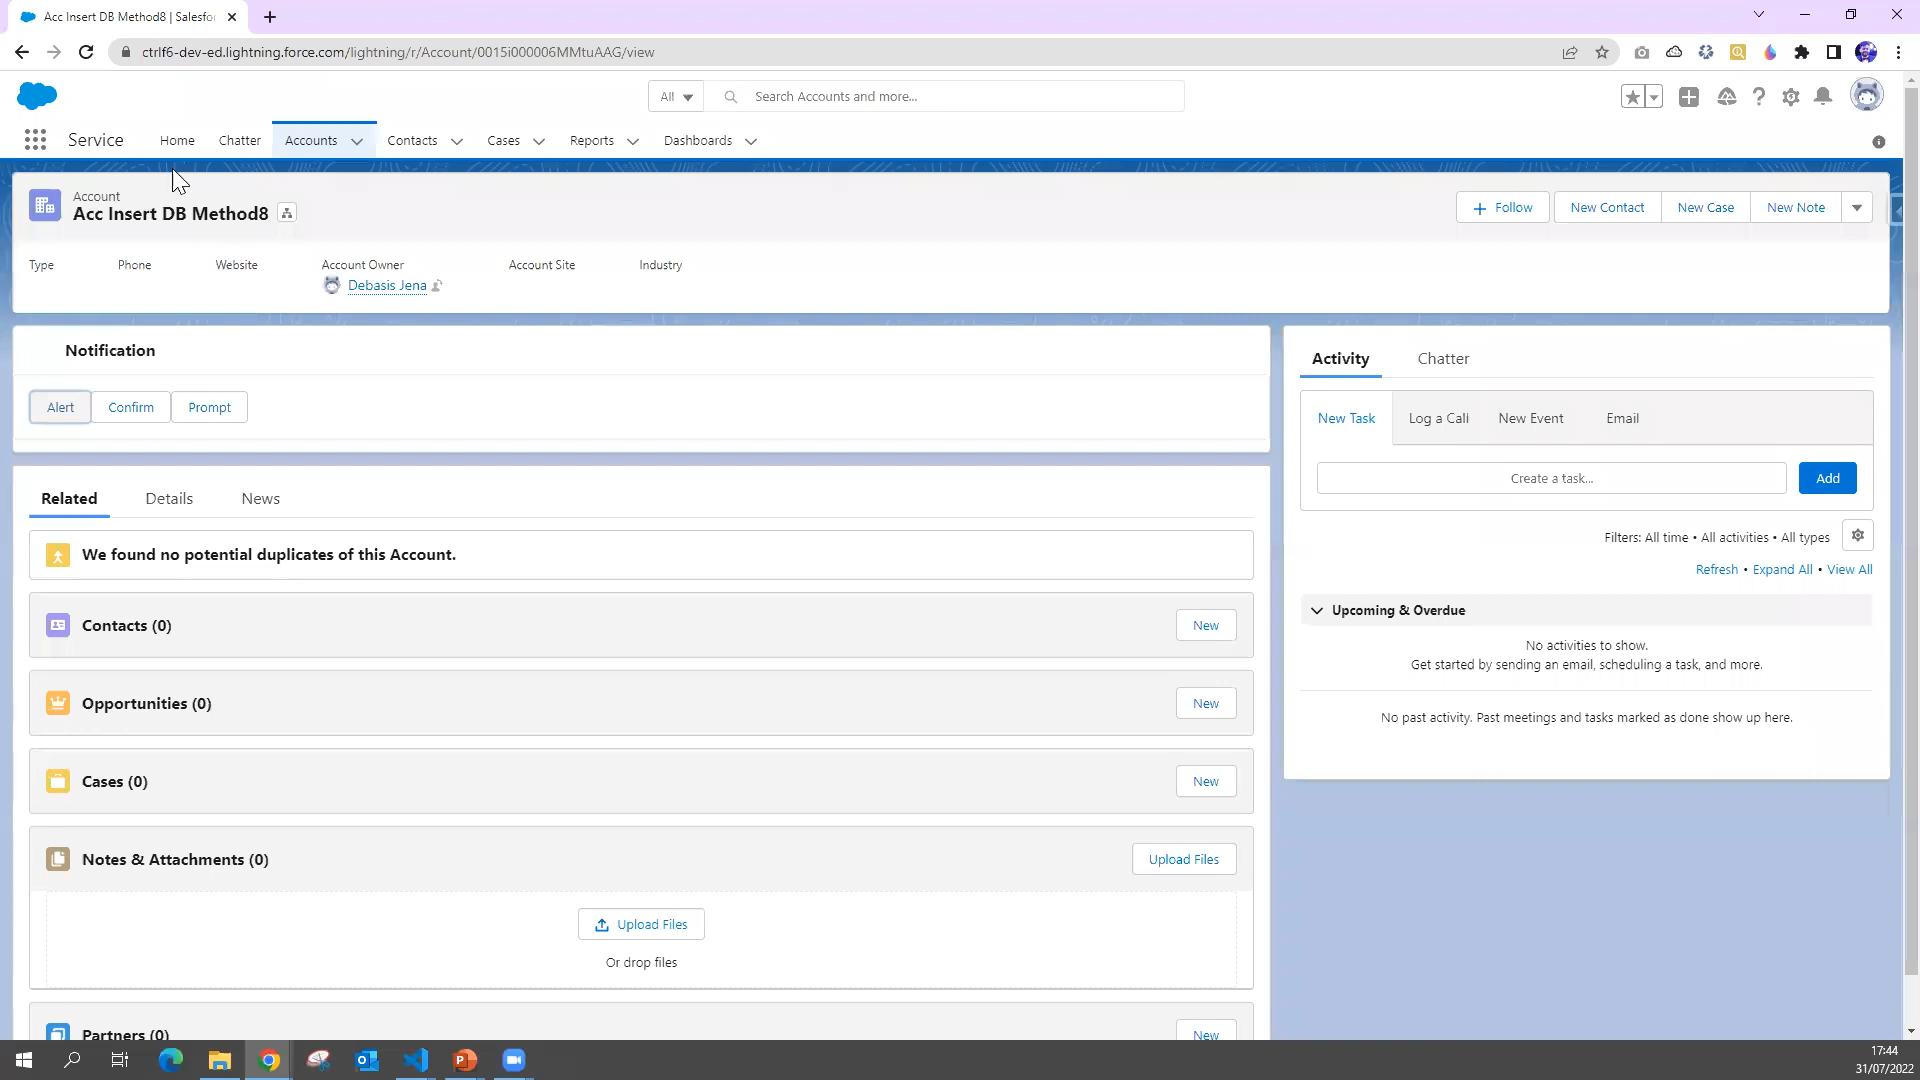 Acc Insert DB Method8 | Salesfo
ctrlf6-dev-ed.lightning.force.com/lightning/r/Account/0015i000006MMtuAAG/view
All
Search Accounts and more...
Service
Home
Chatter
Accounts
Contacts
Cases
Reports
Dashboards
Account
Acc Insert DB Method8
Follow
New Contact
New Case
New Note
Type
Phone
Website
Account Owner
Account Site
Industry
Debasis Jena
Notification
Alert
Confirm
Prompt
Related
Details
News
We found no potential duplicates of this Account.
Contacts (0)
New
Opportunities (0)
New
Cases (0)
New
Notes & Attachments (0)
Upload Files
Upload Files
Or drop files
Partners (0)
New
Activity
Chatter
New Task
Log a Call
New Event
Email
Create a task...
Add
Filters: All time • All activities • All types
Refresh • Expand All • View All
Upcoming & Overdue
No activities to show.
Get started by sending an email, scheduling a task, and more.
No past activity. Past meetings and tasks marked as done show up here.
17:44
31/07/2022